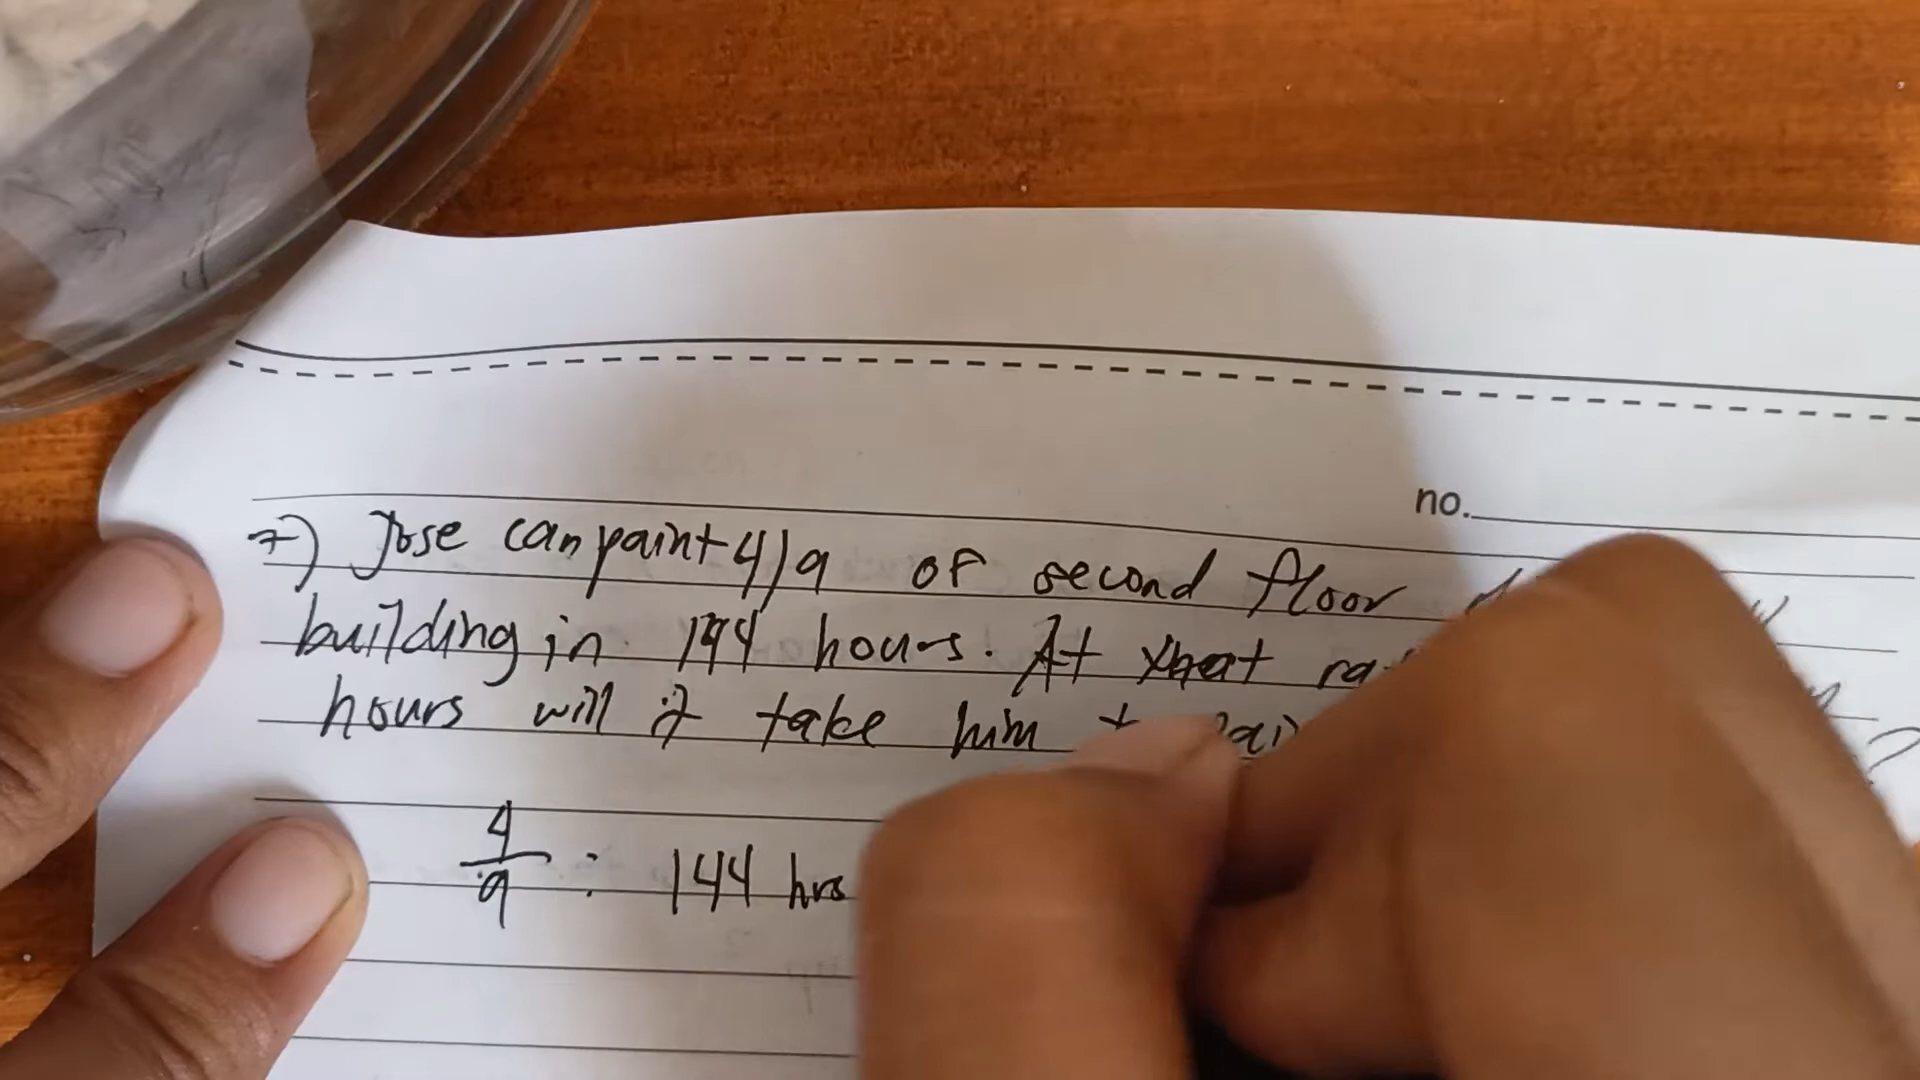 no.
7) Jose can paint 4/9 of second floor
building in 144 hours. At that
hours will it take him
4
9 : 144 hrs